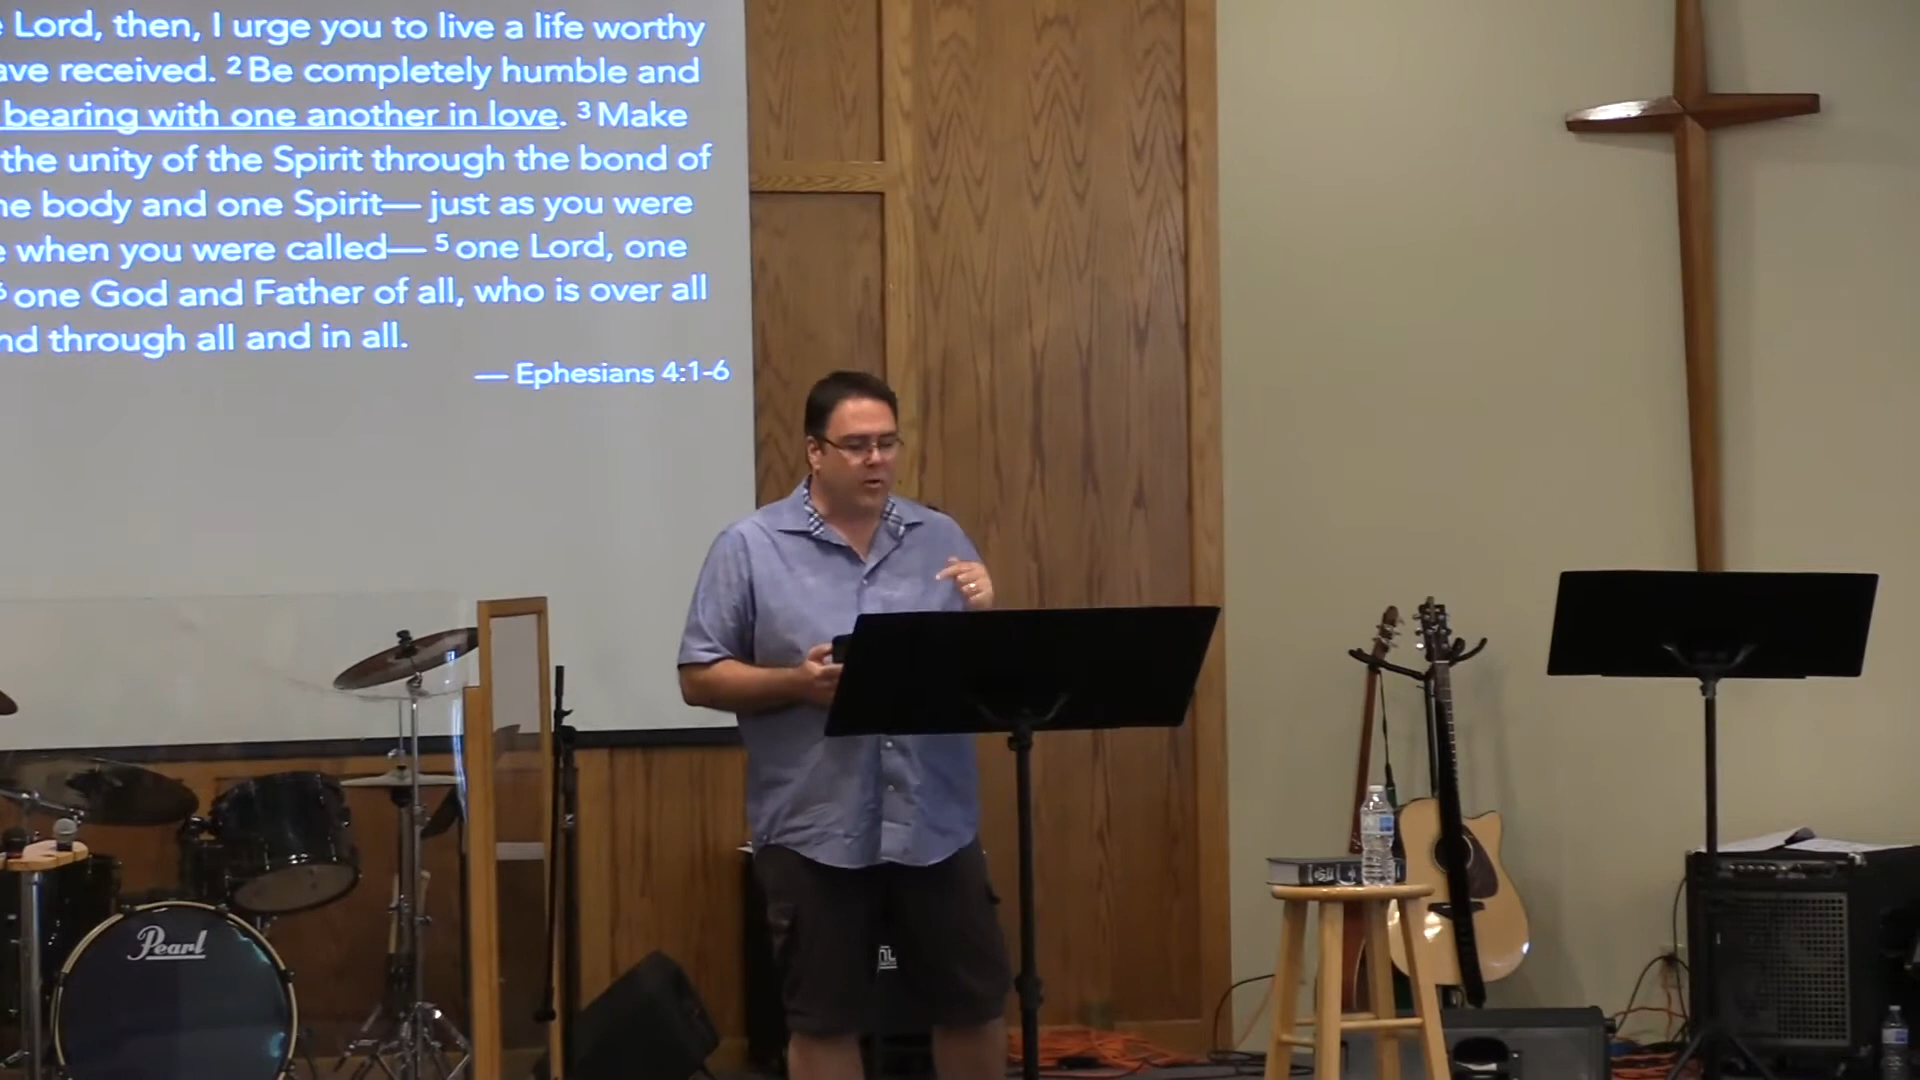 Lord, then, I urge you to live a life worthy
received. 2 Be completely humble and
bearing with one another in love. 3 Make
the unity of the Spirit through the bond of
body and one Spirit— just as you were
when you were called— 5 one Lord, one
one God and Father of all, who is over all
through all and in all.
— Ephesians 4:1-6
Pearl